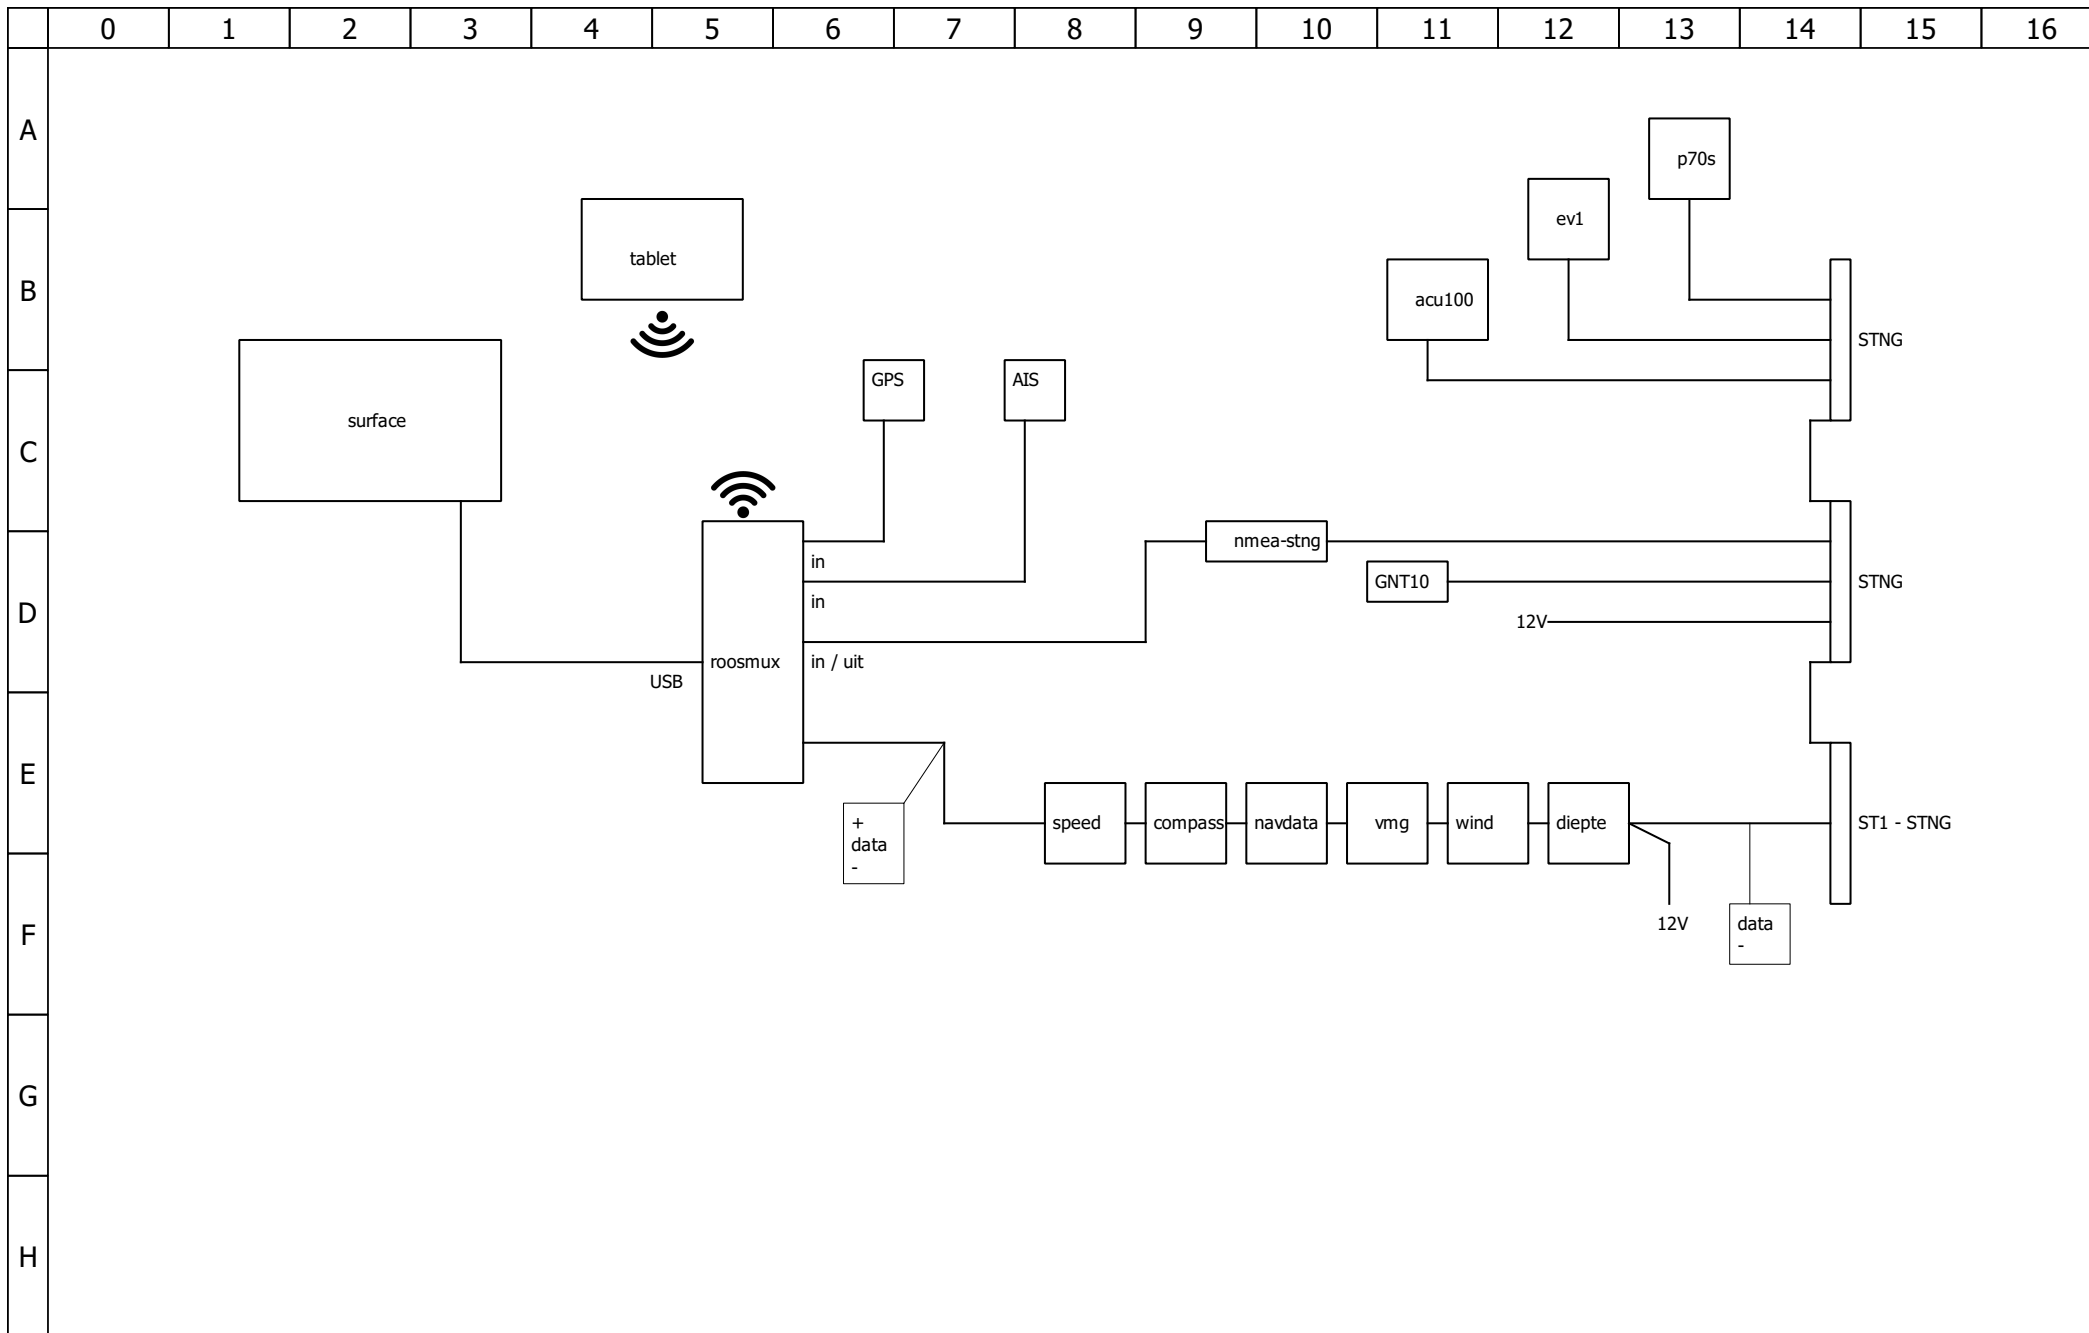 0 1 2 3 4 5 6 7 8 9 10 11 12 13 14 15 16
A
p70s
ev1
tablet
B
acu100
STNG
GPS
AIS
surface
C
nmea-stng
in
GNT10
STNG
in
D
12V
roosmux
in / uit
USB
E
+
data
-
speed
compass
navdata
vmg
wind
diepte
ST1 - STNG
12V
data
-
F
G
H